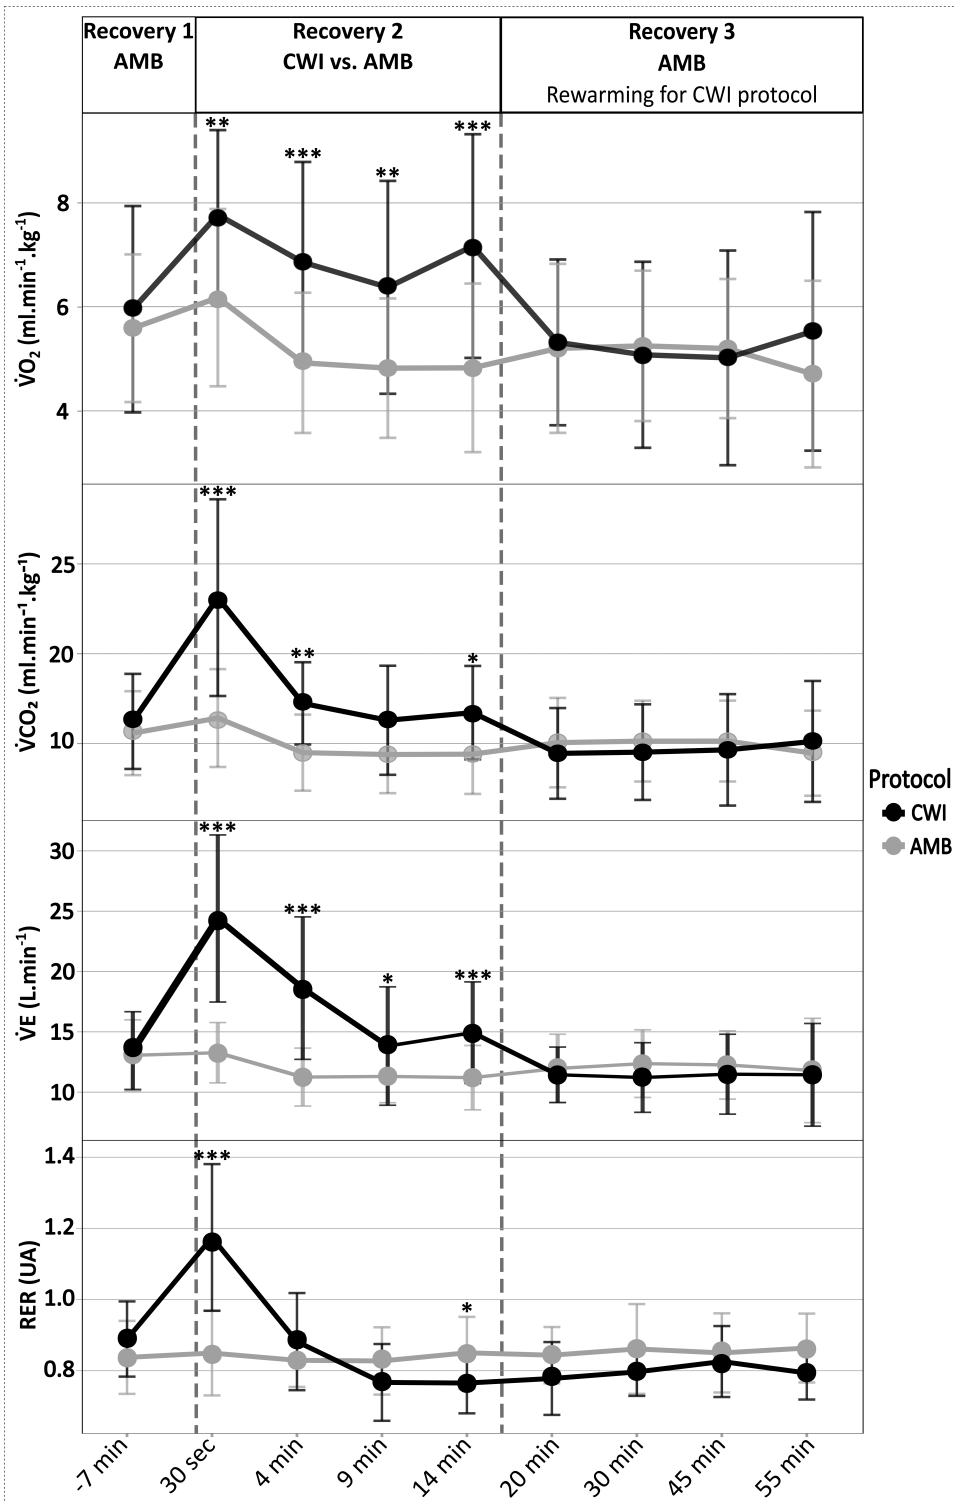 Recovery 1
AMB
Recovery 2
CWI vs. AMB
Recovery 3
AMB
Rewarming for CWI protocol
** *** ** ***
8
6
4
V̇O₂ (ml.min⁻¹.kg⁻¹)
*** ** *
25
20
10
V̇CO₂ (ml.min⁻¹.kg⁻¹)
*** *** * ***
30
25
20
15
10
V̇E (L.min⁻¹)
*** *
1.4
1.2
1.0
0.8
RER (UA)
-7 min
30 sec
4 min
9 min
14 min
20 min
30 min
45 min
55 min
Protocol
CWI
AMB